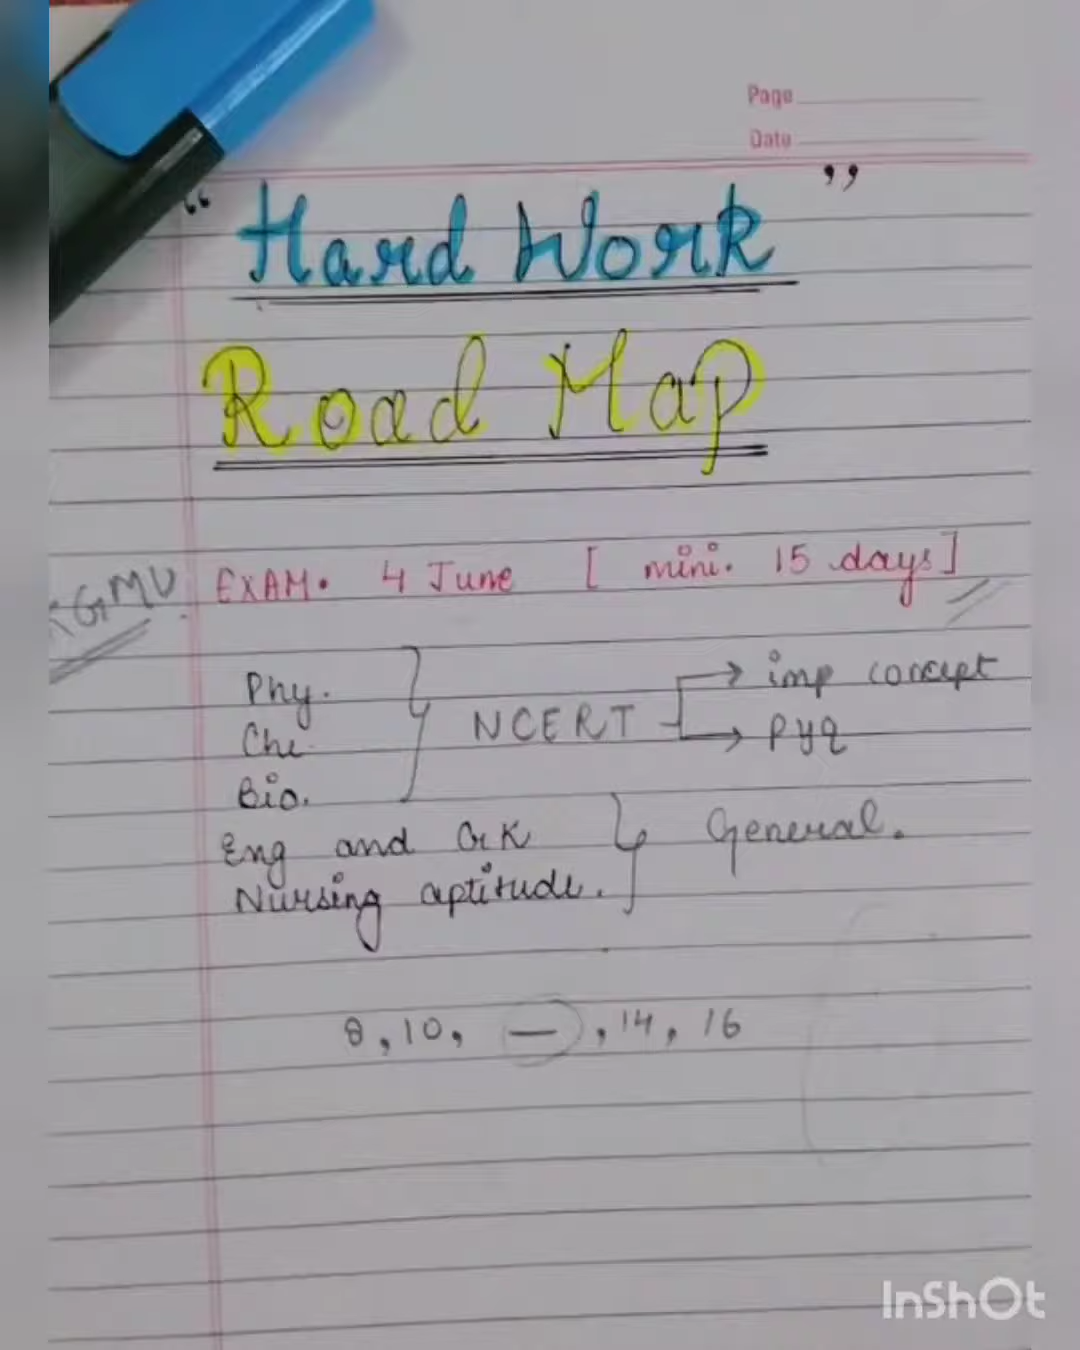 Page
Date
“ Hard Work ”
Road Map
KGMU EXAM. 4 June [ mini. 15 days]
Phy.
Che.
Bio.
NCERT → imp concept
→ PYQ
Eng and GK
Nursing aptitude.
General.
8, 10, —, 14, 16
InShOt